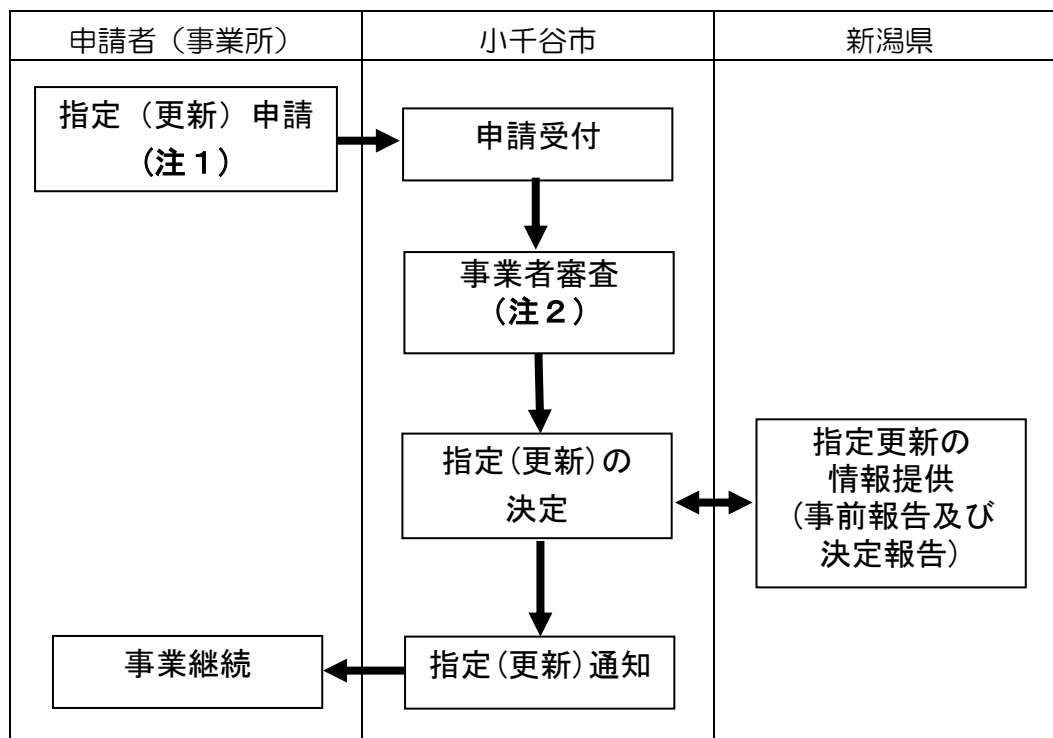 申請者（事業所）
小千谷市
新潟県
指定（更新）申請
（注１）
申請受付
事業者審査
（注２）
指定（更新）の
決定
指定更新の
情報提供
（事前報告及び
決定報告）
事業継続
指定（更新）通知